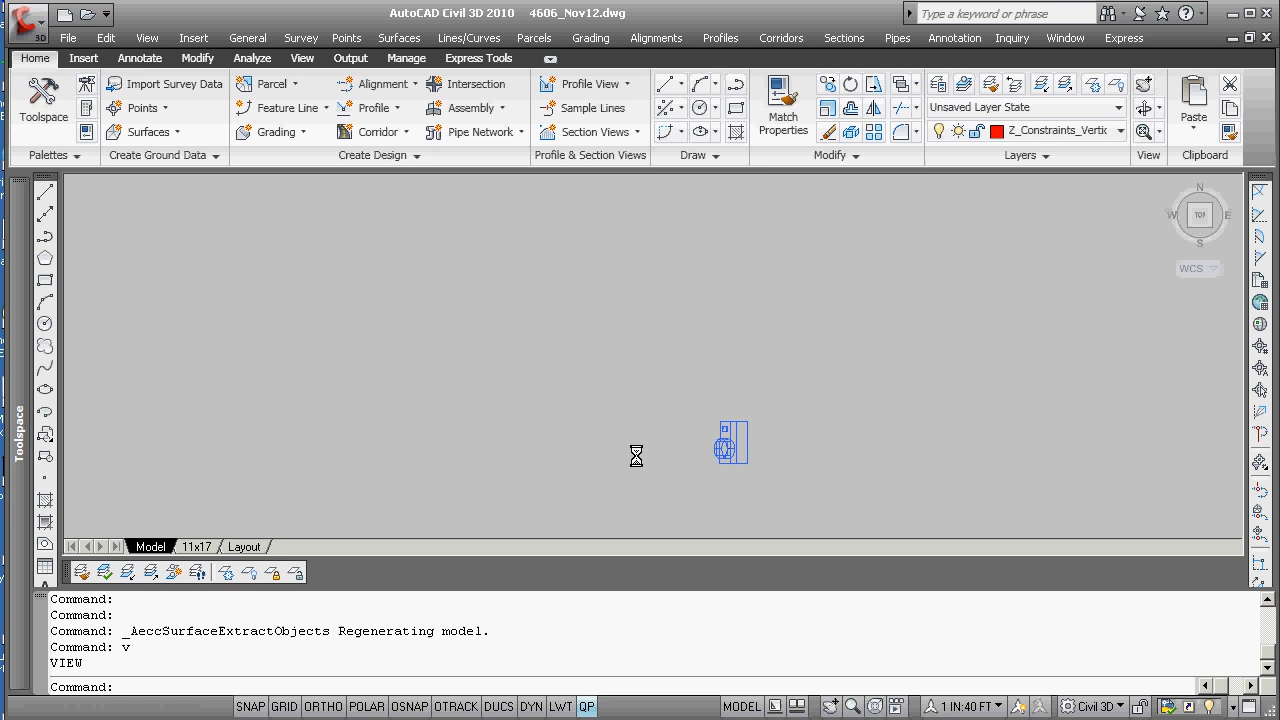 AutoCAD Civil 3D 2010 4606_Nov12.dwg
Type a keyword or phrase
3D
File Edit View Insert General Survey Points Surfaces Lines/Curves Parcels Grading Alignments Profiles Corridors Sections Pipes Annotation Inquiry Window Express
Home Insert Annotate Modify Analyze View Output Manage Express Tools
Toolspace
Import Survey Data
Points
Surfaces
Parcel
Feature Line
Grading
Alignment
Profile
Corridor
Intersection
Assembly
Pipe Network
Profile View
Sample Lines
Section Views
Match
Properties
Unsaved Layer State
Z_Constraints_Vertic
Paste
Palettes Create Ground Data Create Design Profile & Section Views Draw Modify Layers View Clipboard
N
W TOP E
S
WCS
Toolspace
Model 11x17 Layout
Command:
Command:
Command: _AeccSurfaceExtractObjects Regenerating model.
Command: v
VIEW
Command:
SNAP GRID ORTHO POLAR OSNAP OTRACK DUCS DYN LWT QP MODEL 1 IN:40 FT Civil 3D